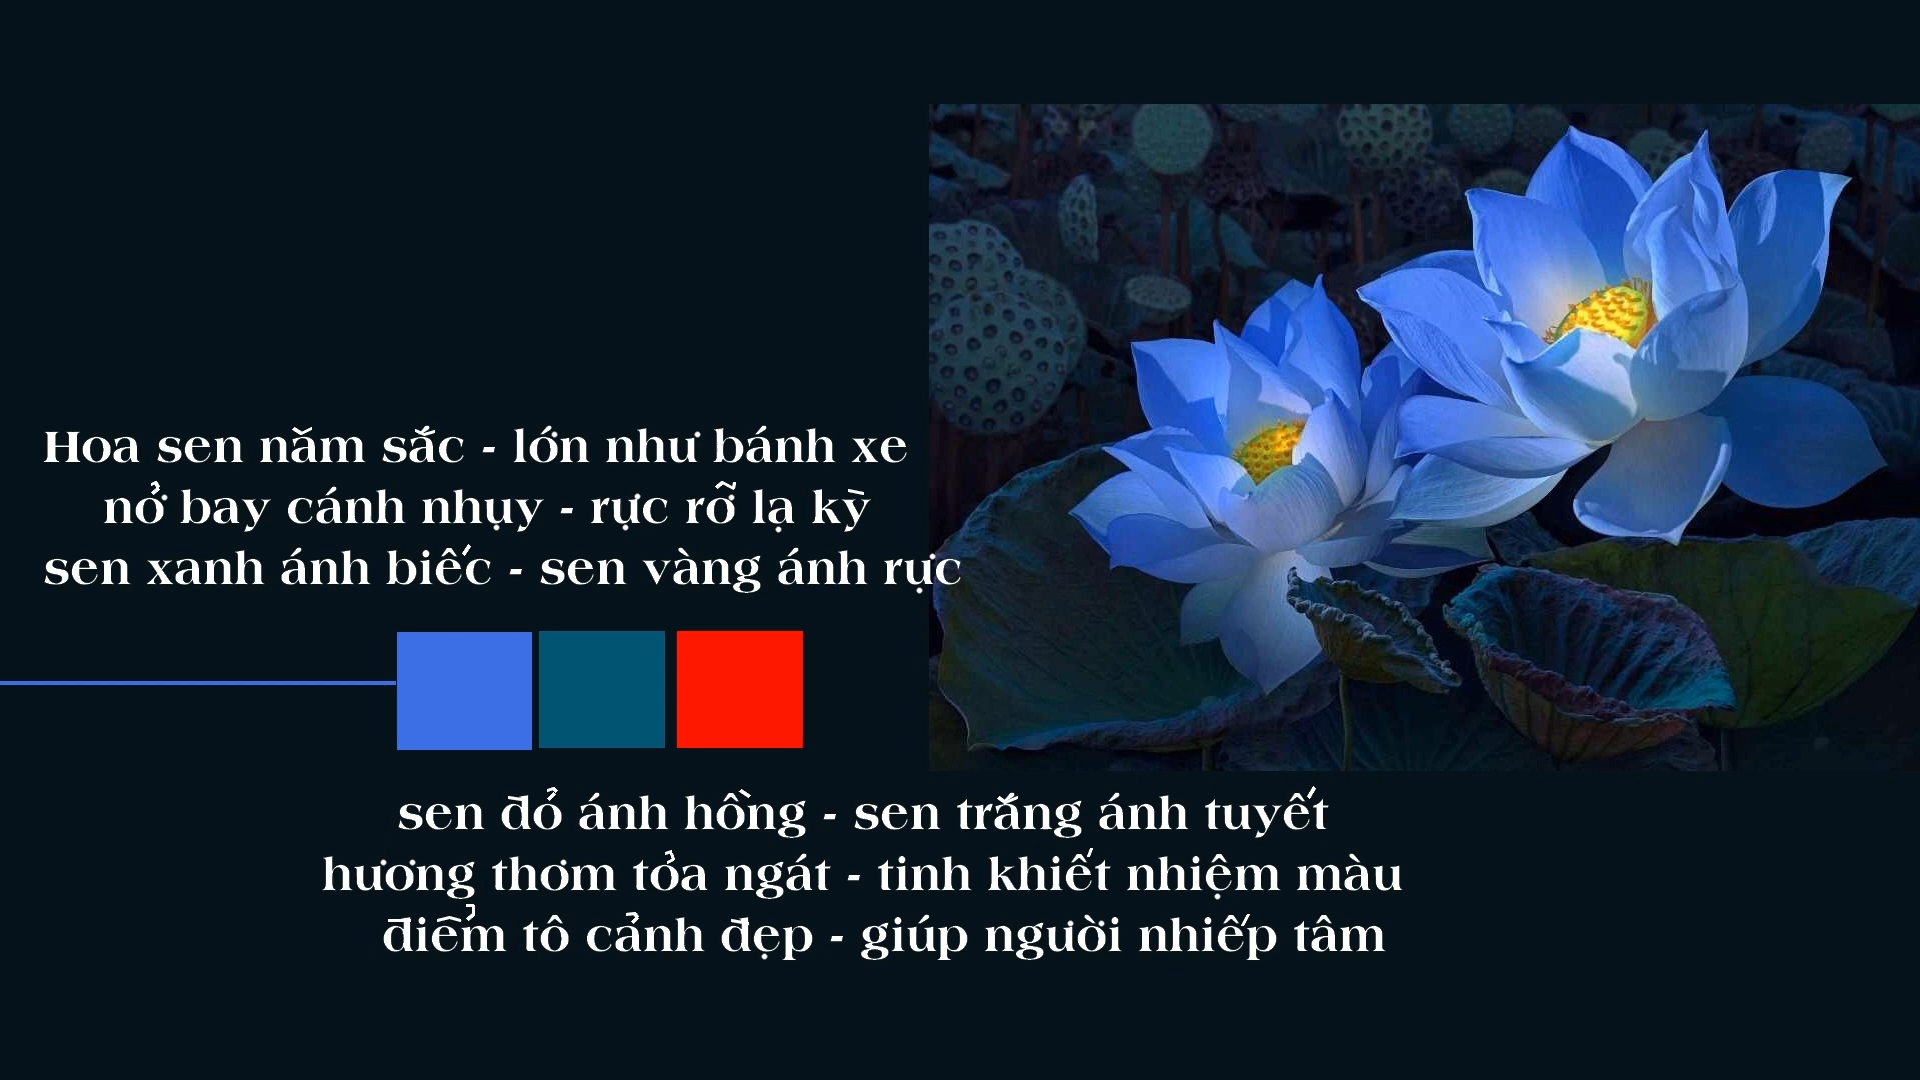 Hoa sen năm sắc - lớn như bánh xe
nở bay cánh nhụy - rực rỡ lạ kỳ
sen xanh ánh biếc - sen vàng ánh rực
sen đỏ ánh hồng - sen trắng ánh tuyết
hương thơm tỏa ngát - tinh khiết nhiệm màu
điểm tô cảnh đẹp - giúp người nhiếp tâm